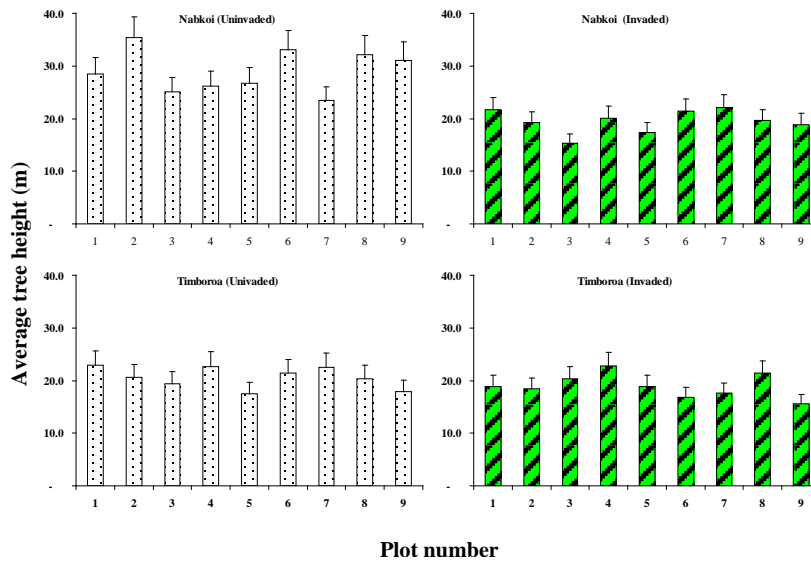 Average tree height (m)
Nabkoi (Uninvaded)
40.0
30.0
20.0
10.0
-
1 2 3 4 5 6 7 8 9
Nabkoi (Invaded)
40.0
30.0
20.0
10.0
-
1 2 3 4 5 6 7 8 9
Timboroa (Univaded)
40.0
30.0
20.0
10.0
-
1 2 3 4 5 6 7 8 9
Timboroa (Invaded)
40.0
30.0
20.0
10.0
-
1 2 3 4 5 6 7 8 9
Plot number